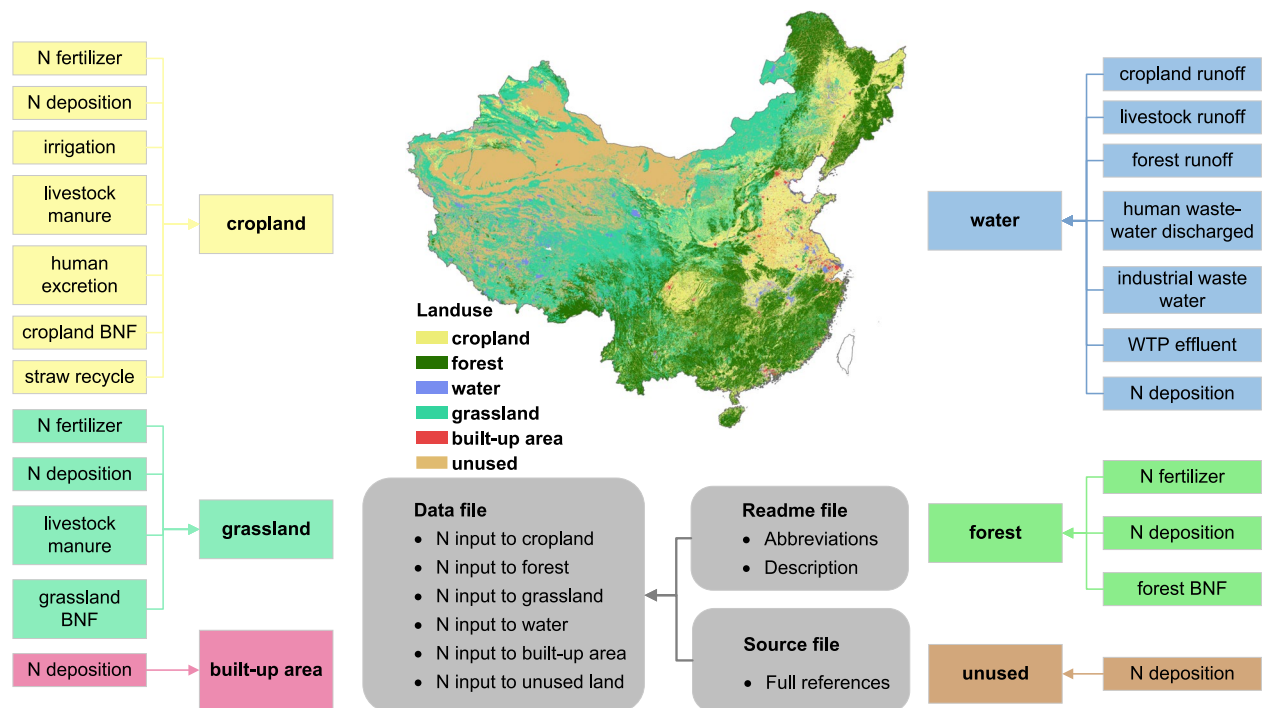 N fertilizer
N deposition
irrigation
livestock
manure
human
excretion
cropland BNF
straw recycle
cropland
N fertilizer
N deposition
livestock
manure
grassland
BNF
grassland
N deposition
built-up area
Landuse
cropland
forest
water
grassland
built-up area
unused
Data file
• N input to cropland
• N input to forest
• N input to grassland
• N input to water
• N input to built-up area
• N input to unused land
Readme file
• Abbreviations
• Description
Source file
• Full references
water
cropland runoff
livestock runoff
forest runoff
human waste-
water discharged
industrial waste
water
WTP effluent
N deposition
forest
N fertilizer
N deposition
forest BNF
unused
N deposition